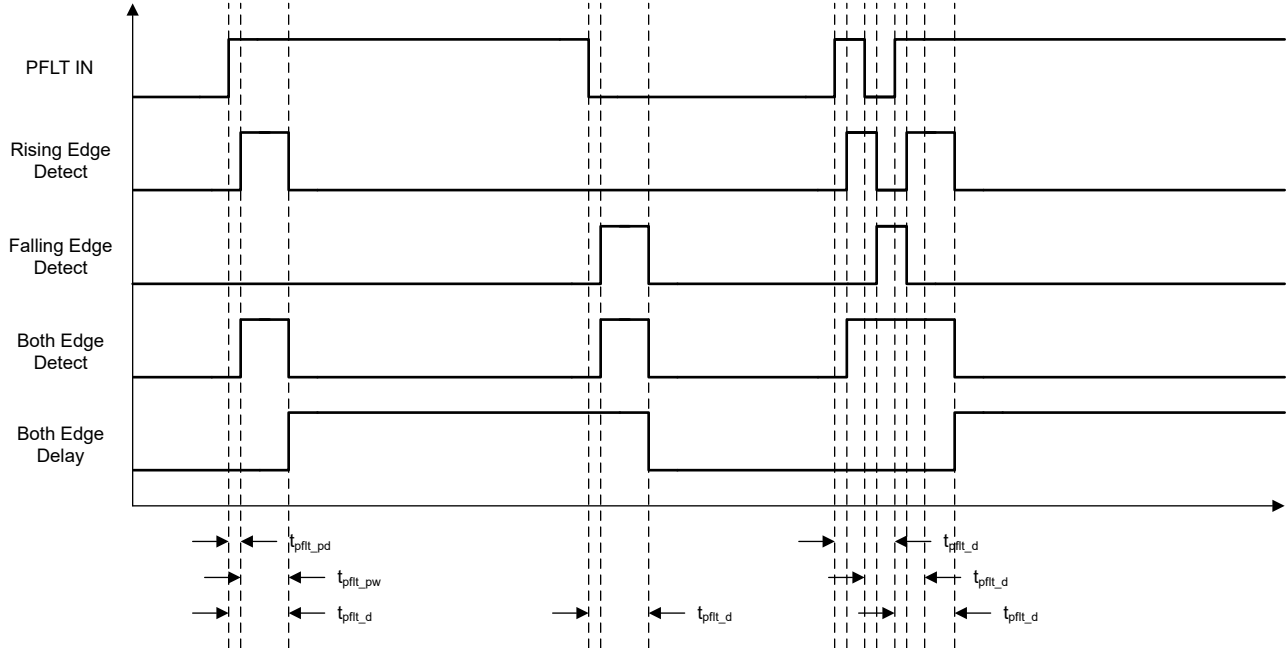 PFLT IN
Rising Edge
Detect
Falling Edge
Detect
Both Edge
Detect
Both Edge
Delay
tpflt_pd
tpflt_d
tpflt_pw
tpflt_d
tpflt_d
tpflt_d
tpflt_d